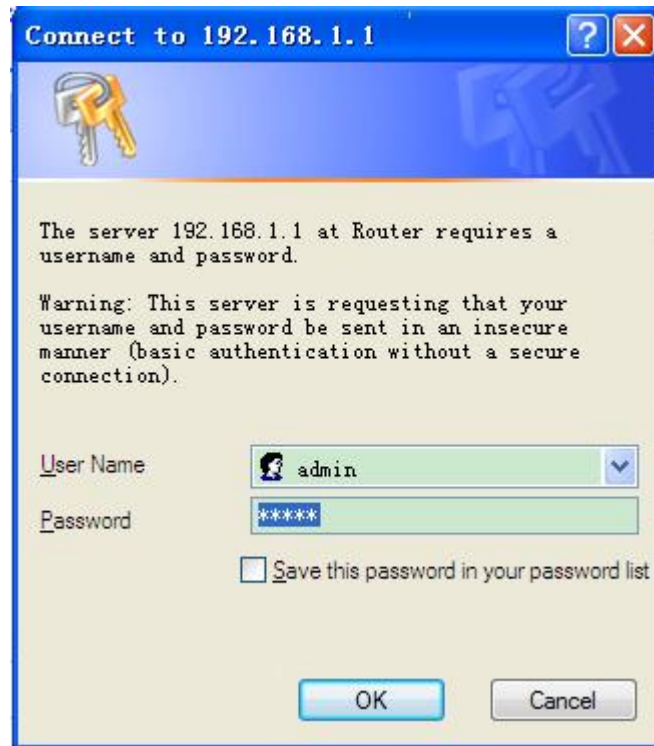 Connect to 192.168.1.1
The server 192.168.1.1 at Router requires a
username and password.
Warning: This server is requesting that your
username and password be sent in an insecure
manner (basic authentication without a secure
connection).
User Name
admin
Password
*****
Save this password in your password list
OK
Cancel